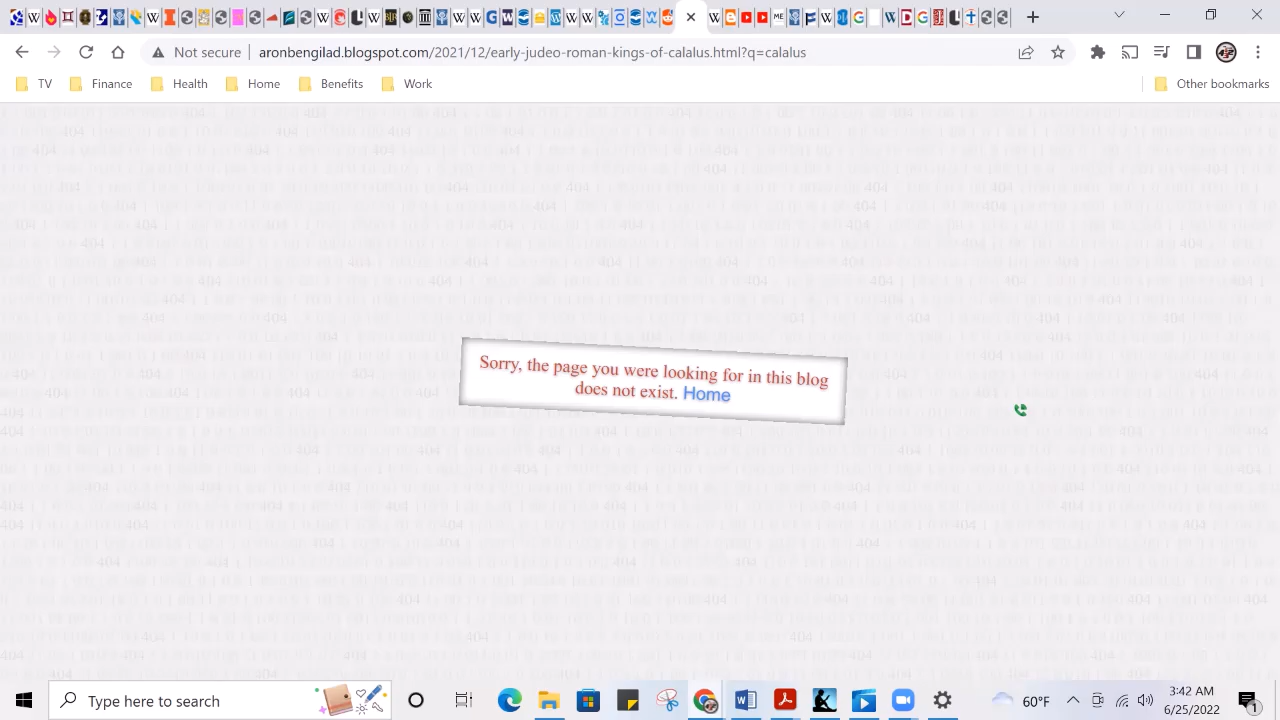 Not secure
aronbengilad.blogspot.com/2021/12/early-judeo-roman-kings-of-calalus.html?q=calalus
TV
Finance
Health
Home
Benefits
Work
Other bookmarks
Sorry, the page you were looking for in this blog
does not exist. Home
Type here to search
60°F
3:42 AM
6/25/2022
1